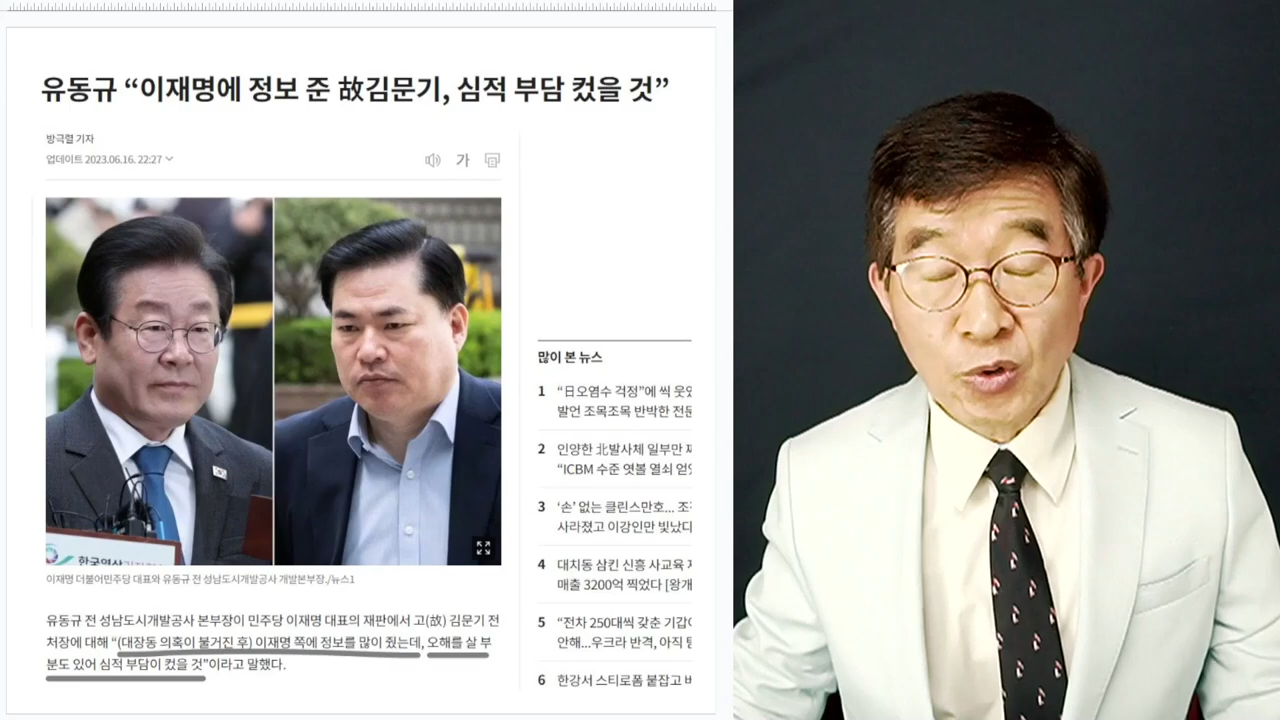 유동규 “이재명에 정보 준 故김문기, 심적 부담 컸을 것”
방극렬 기자
업데이트 2023.06.16. 22:27
가
이재명 더불어민주당 대표와 유동규 전 성남도시개발공사 개발본부장./뉴스1
유동규 전 성남도시개발공사 본부장이 민주당 이재명 대표의 재판에서 고(故) 김문기 전
처장에 대해 “(대장동 의혹이 불거진 후) 이재명 쪽에 정보를 많이 줬는데, 오해를 살 부
분도 있어 심적 부담이 컸을 것”이라고 말했다.
많이 본 뉴스
1 “日오염수 걱정”에 씩 웃
발언 조목조목 반박한 전
2 인양한 北발사체 일부만
“ICBM 수준 엿볼 열쇠
3 ‘손’ 없는 클린스만호...
사라졌고 이강인만 빛났다
4 대치동 삼킨 신흥 사교육
매출 3200억 찍었다 [왕개
5 “전차 250대씩 갖춘
안해...우크라 반격, 아직
6 한강서 스티로폼 붙잡고